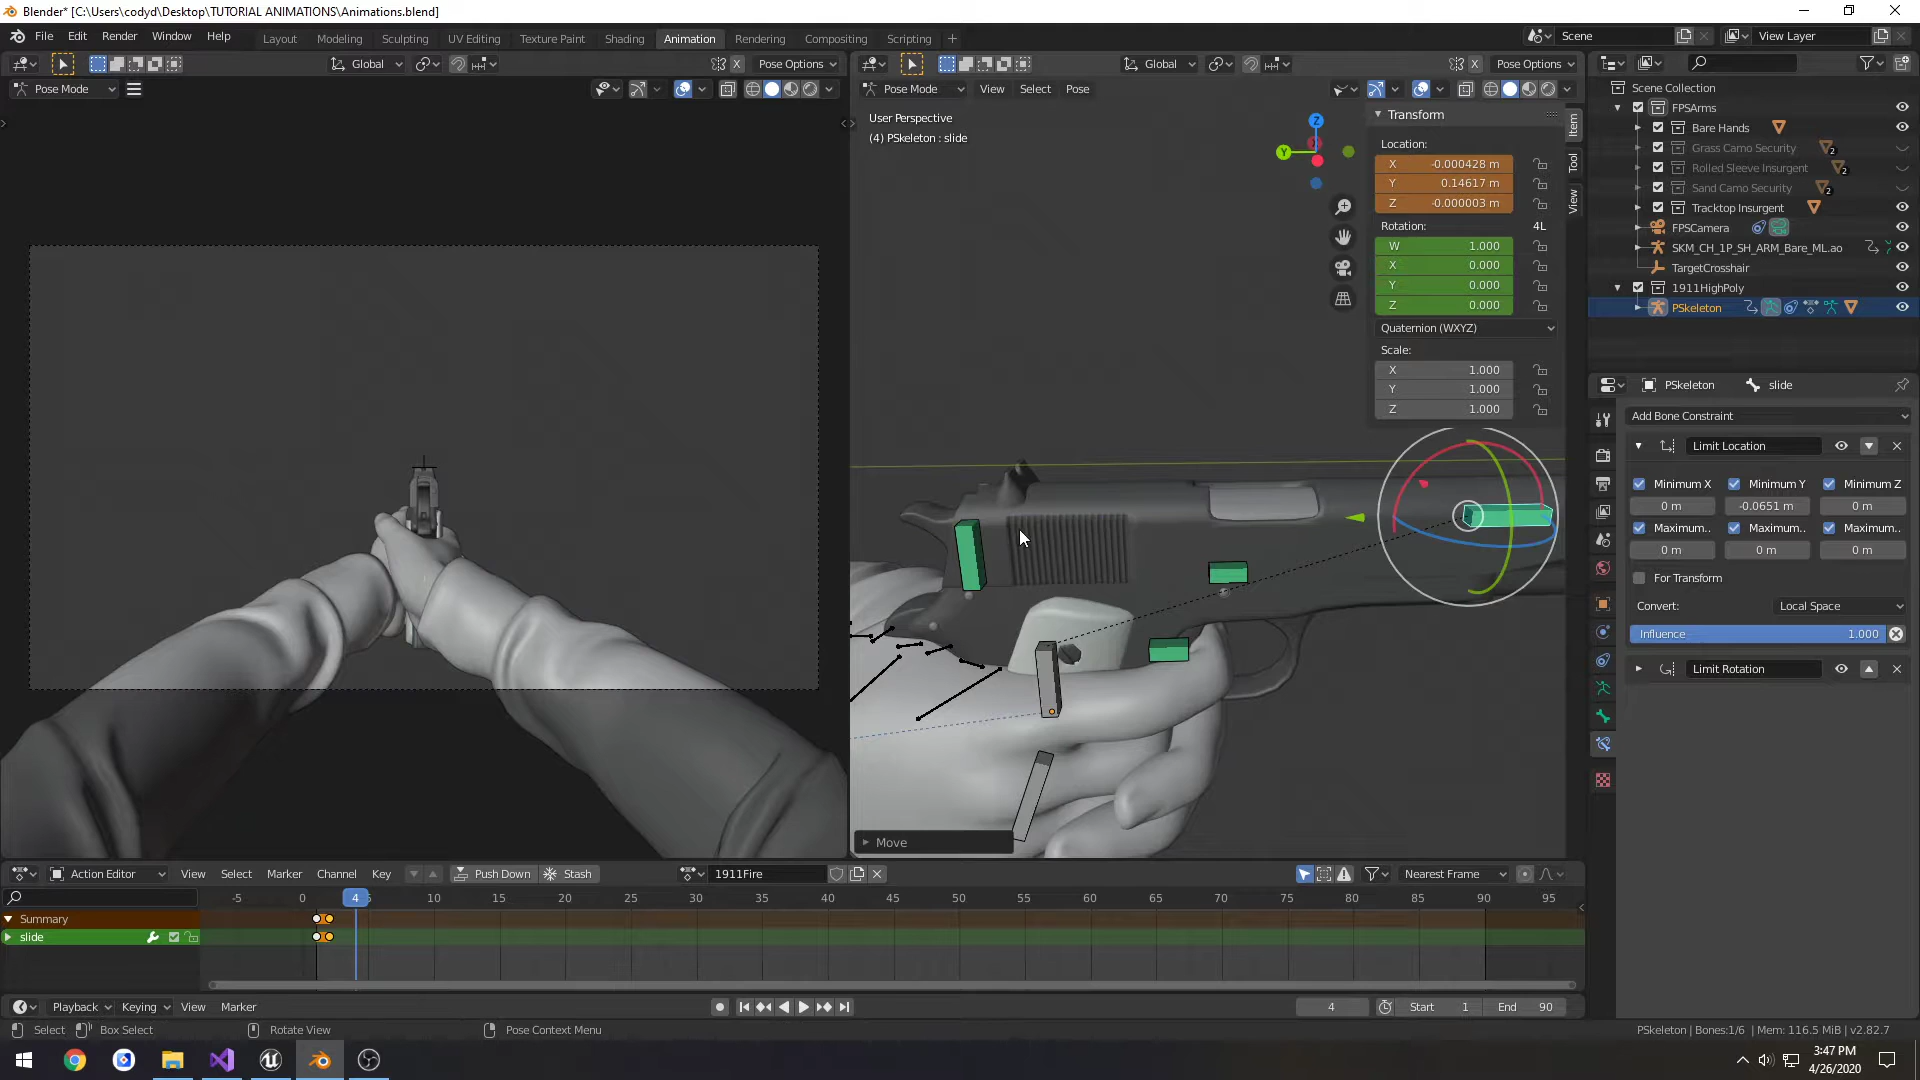 Blender* [C:\Users\codyd\Desktop\TUTORIAL ANIMATIONS\Animations.blend]
File Edit Render Window Help Layout Modeling Sculpting UV Editing Texture Paint Shading Animation Rendering Compositing Scripting + Scene View Layer
Global Pose Options Global Pose Options
Pose Mode Pose Mode View Select Pose
Scene Collection
FPSArms
Bare Hands
Grass Camo Security 2
Rolled Sleeve Insurgent 2
Sand Camo Security 2
Tracktop Insurgent
FPSCamera
SKM_CH_1P_SH_ARM_Bare_ML.ao
TargetCrosshair
1911HighPoly
PSkeleton
User Perspective
(4) PSkeleton : slide
Z
Y
Transform
Location:
X -0.000428 m
Y 0.14617 m
Z -0.000003 m
Rotation: 4L
W 1.000
X 0.000
Y 0.000
Z 0.000
Quaternion (WXYZ)
Scale:
X 1.000
Y 1.000
Z 1.000
Item
Tool
View
PSkeleton slide
Add Bone Constraint
Limit Location
Minimum X Minimum Y Minimum Z
0 m -0.0651 m 0 m
Maximum.. Maximum.. Maximum..
0 m 0 m 0 m
For Transform
Convert: Local Space
Influence 1.000
Limit Rotation
Move
Action Editor View Select Marker Channel Key Push Down Stash 1911Fire Nearest Frame
-5 0 4 5 10 15 20 25 30 35 40 45 50 55 60 65 70 75 80 85 90 95
Summary
slide
Playback Keying View Marker 4 Start 1 End 90
Select Box Select Rotate View Pose Context Menu PSkeleton | Bones:1/6 | Mem: 116.5 MiB | v2.82.7
3:47 PM
4/26/2020